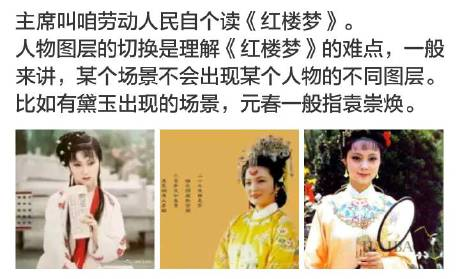 主席叫咱劳动人民自个读《红楼梦》。
人物图层的切换是理解《红楼梦》的难点，一般
来讲，某个场景不会出现某个人物的不同图层。
比如有黛玉出现的场景，元春一般指袁崇焕。